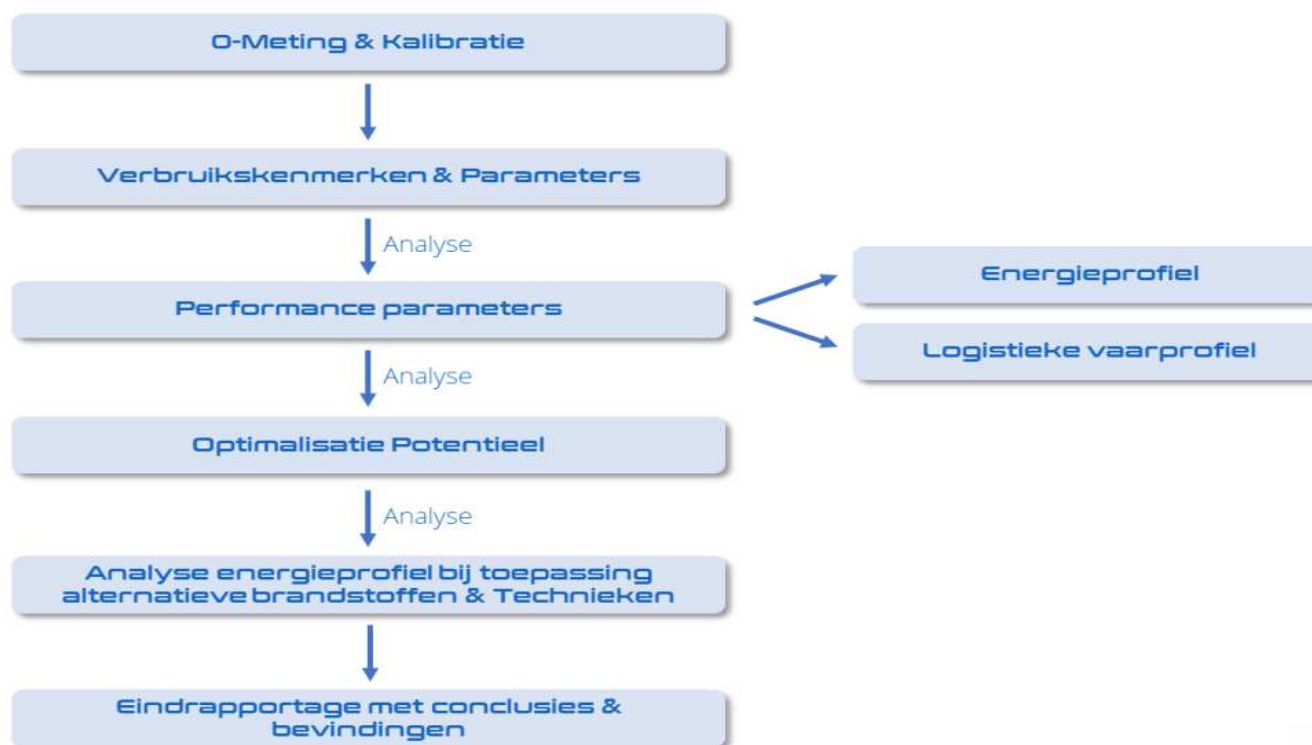 0-Meting & Kalibratie
Verbruikskenmerken & Parameters
Analyse
Energieprofiel
Performance parameters
Logistieke vaarprofiel
Analyse
Optimalisatie Potentieel
Analyse
Analyse energieprofiel bij toepassing
alternatieve brandstoffen & Technieken
Eindrapportage met conclusies &
bevindingen